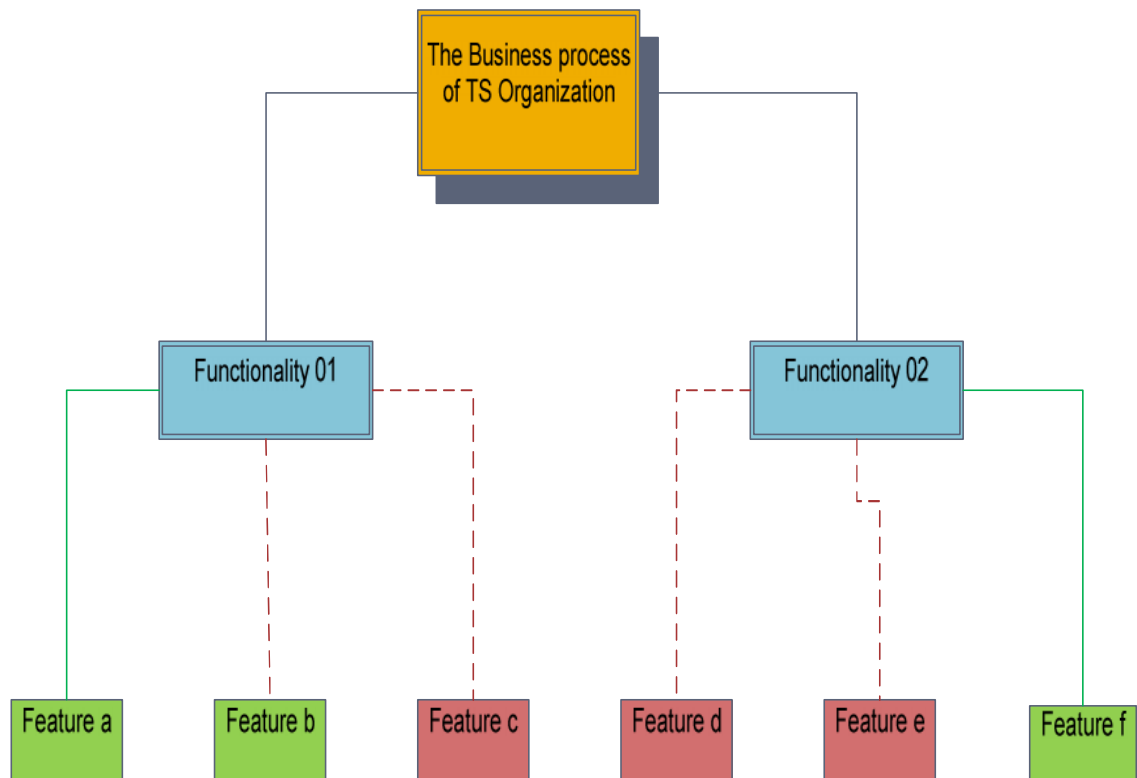 The Business process
of TS Organization
Functionality 01
Functionality 02
Feature a
Feature b
Feature c
Feature d
Feature e
Feature f